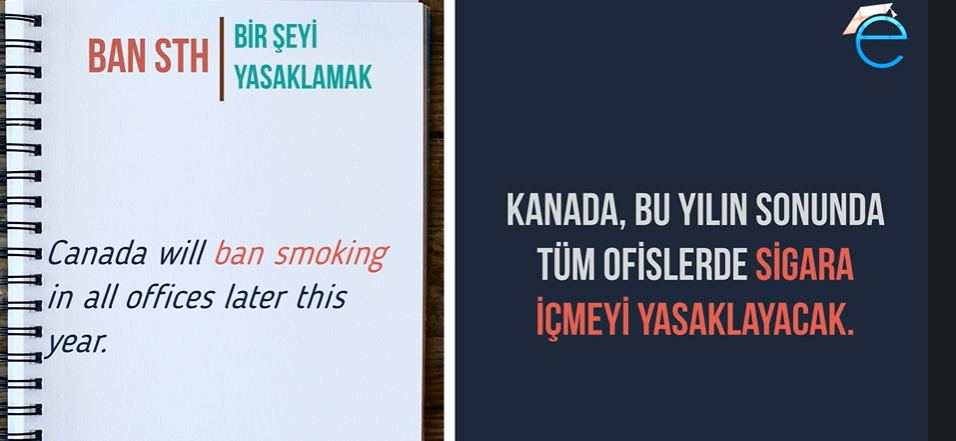 BAN STH
BİR ŞEYİ
YASAKLAMAK
Canada will ban smoking
in all offices later this
year.
e
KANADA, BU YILIN SONUNDA
TÜM OFİSLERDE SİGARA
İÇMEYİ YASAKLAYACAK.